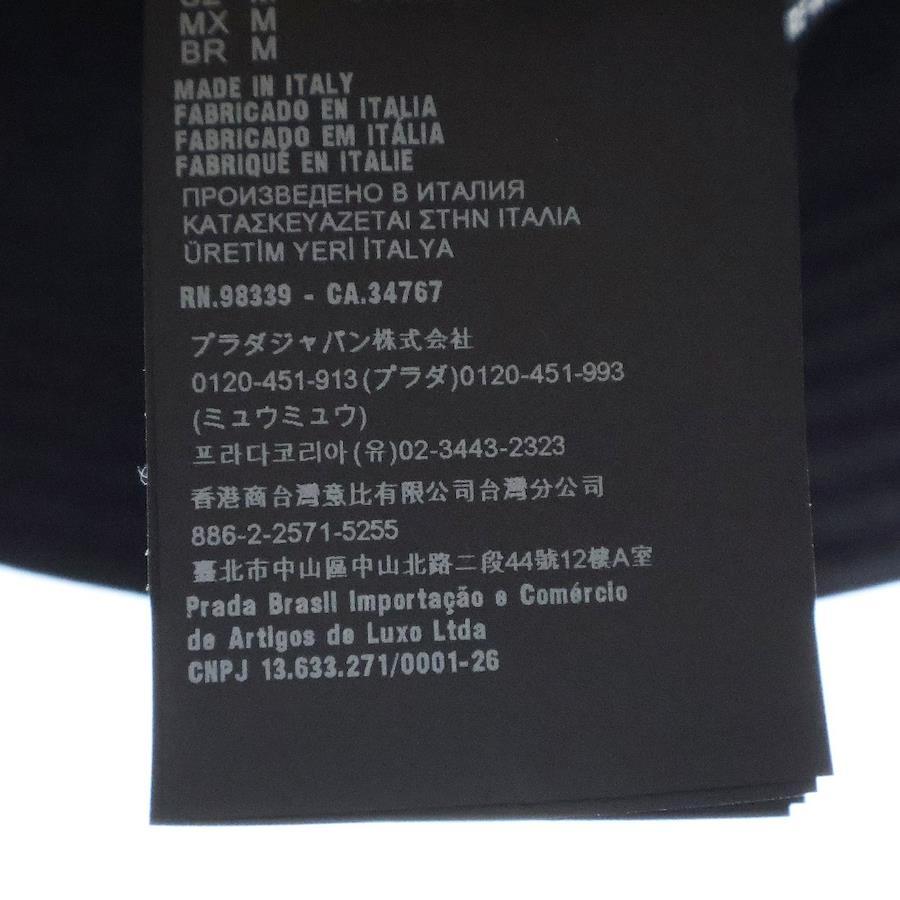 M
MX M
BR M
MADE IN ITALY
FABRICADO EN ITALIA
FABRICADO EM ITÁLIA
FABRIQUÉ EN ITALIE
ПРОИЗВЕДЕНО В ИТАЛИЯ
ΚΑΤΑΣΚΕΥΑΖΕΤΑΙ ΣΤΗΝ ΙΤΑΛΙΑ
ÜRETİM YERİ İTALYA
RN.98339 - CA.34767
プラダジャパン株式会社
0120-451-913(プラダ)0120-451-993
(ミュウミュウ)
프라다코리아(유)02-3443-2323
香港商台灣意比有限公司台灣分公司
886-2-2571-5255
臺北市中山區中山北路二段44號12樓A室
Prada Brasil Importação e Comércio
de Artigos de Luxo Ltda
CNPJ 13.633.271/0001-26